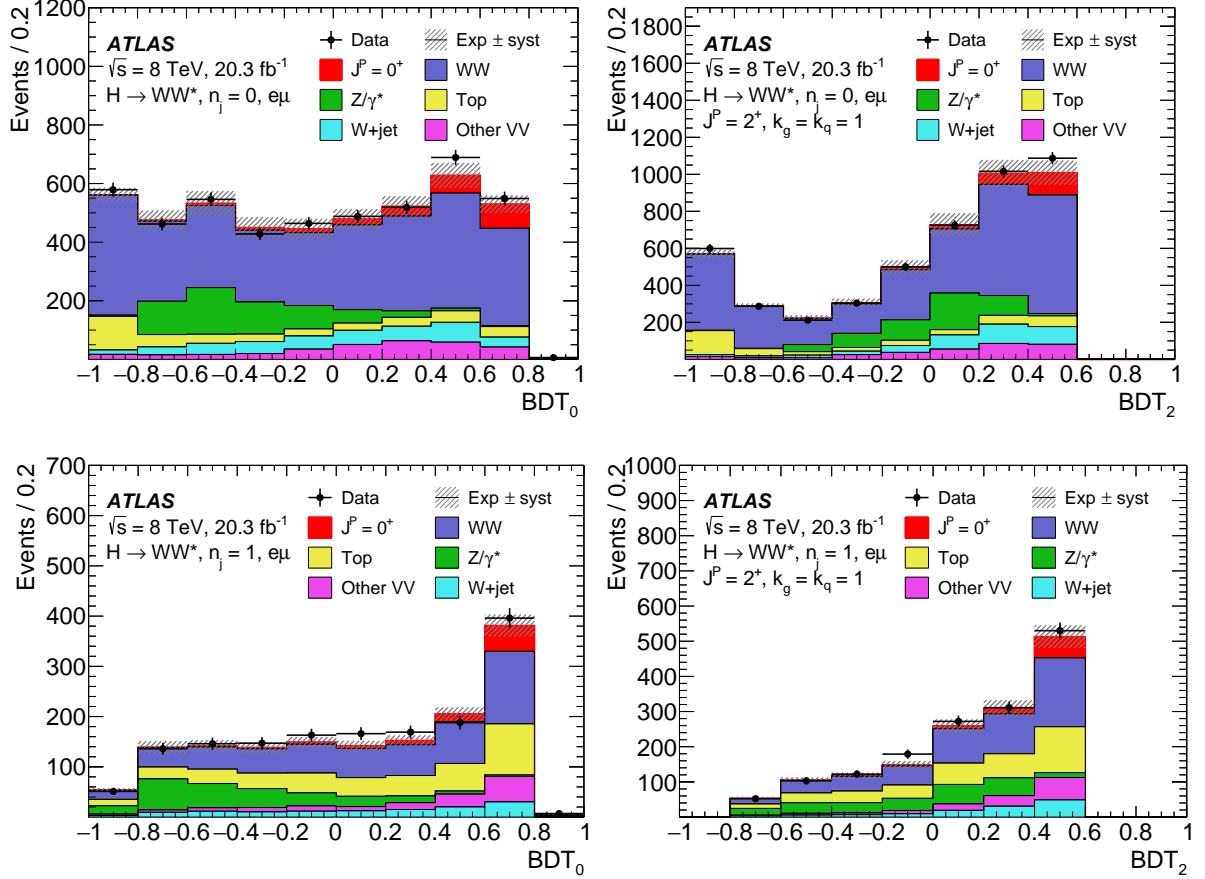 Events / 0.2
1200
1000
800
600
400
200
ATLAS
√s = 8 TeV, 20.3 fb⁻¹
H → WW*, nⱼ = 0, eμ
Data
Exp ± syst
Jᴾ = 0⁺
WW
Z/γ*
Top
W+jet
Other VV
−1 −0.8 −0.6 −0.4 −0.2 0 0.2 0.4 0.6 0.8 1
BDT₀
Events / 0.2
1800
1600
1400
1200
1000
800
600
400
200
ATLAS
√s = 8 TeV, 20.3 fb⁻¹
H → WW*, nⱼ = 0, eμ
Jᴾ = 2⁺, k_g = k_q = 1
Data
Exp ± syst
Jᴾ = 0⁺
WW
Z/γ*
Top
W+jet
Other VV
−1 −0.8 −0.6 −0.4 −0.2 0 0.2 0.4 0.6 0.8 1
BDT₂
Events / 0.2
700
600
500
400
300
200
100
ATLAS
√s = 8 TeV, 20.3 fb⁻¹
H → WW*, nⱼ = 1, eμ
Data
Exp ± syst
Jᴾ = 0⁺
WW
Top
Z/γ*
Other VV
W+jet
−1 −0.8 −0.6 −0.4 −0.2 0 0.2 0.4 0.6 0.8 1
BDT₀
Events / 0.2
1000
900
800
700
600
500
400
300
200
100
ATLAS
√s = 8 TeV, 20.3 fb⁻¹
H → WW*, nⱼ = 1, eμ
Jᴾ = 2⁺, k_g = k_q = 1
Data
Exp ± syst
Jᴾ = 0⁺
WW
Top
Z/γ*
Other VV
W+jet
−1 −0.8 −0.6 −0.4 −0.2 0 0.2 0.4 0.6 0.8 1
BDT₂